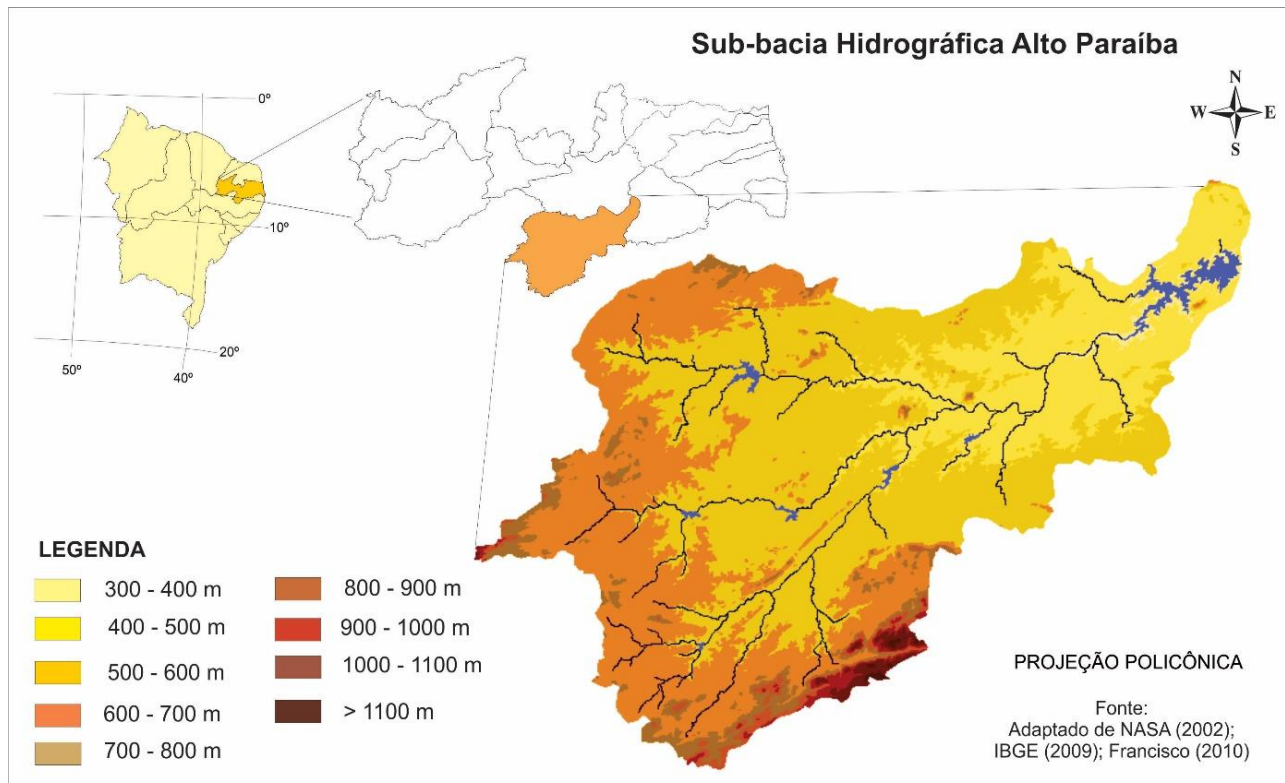 Sub-bacia Hidrográfica Alto Paraíba
N
W E
S
0º
10º
20º
50º
40º
LEGENDA
300 - 400 m
400 - 500 m
500 - 600 m
600 - 700 m
700 - 800 m
800 - 900 m
900 - 1000 m
1000 - 1100 m
> 1100 m
PROJEÇÃO POLICÔNICA
Fonte:
Adaptado de NASA (2002);
IBGE (2009); Francisco (2010)